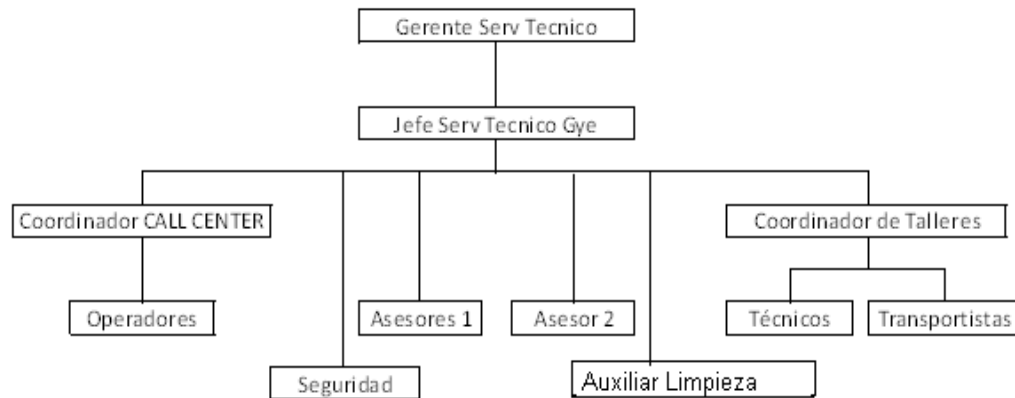 Gerente Serv Tecnico
Jefe Serv Tecnico Gye
Coordinador CALL CENTER
Coordinador de Talleres
Operadores
Asesores 1
Asesor 2
Técnicos
Transportistas
Seguridad
Auxiliar Limpieza